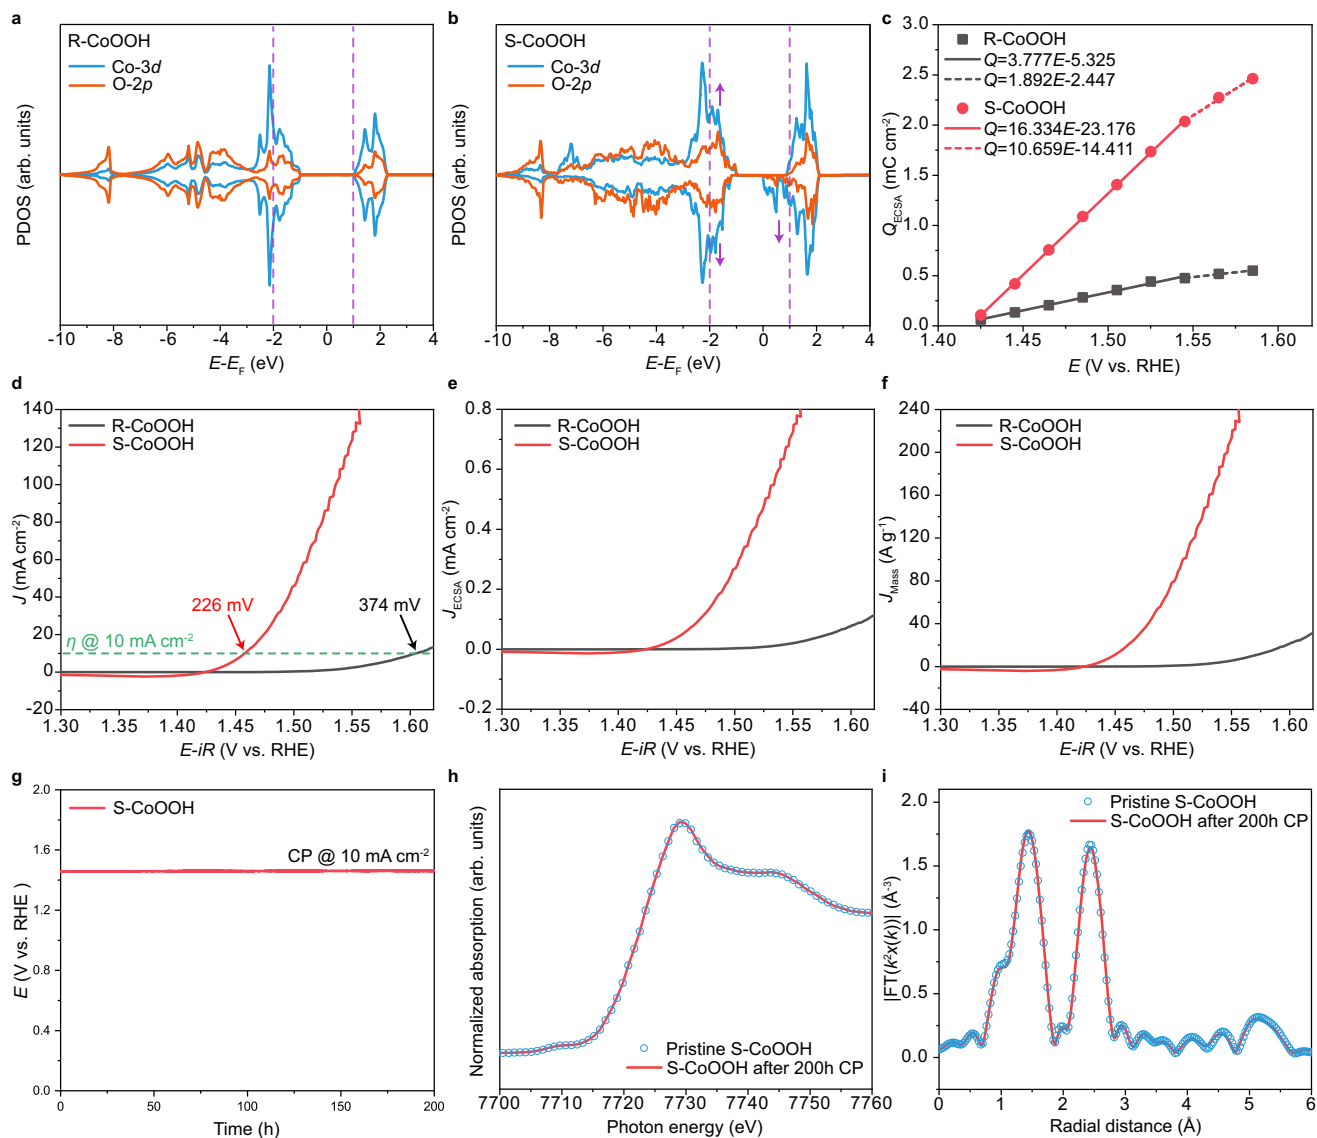 a
R-CoOOH
Co-3d
O-2p
PDOS (arb. units)
-10 -8 -6 -4 -2 0 2 4
E-EF (eV)
b
S-CoOOH
Co-3d
O-2p
PDOS (arb. units)
-10 -8 -6 -4 -2 0 2 4
E-EF (eV)
c
R-CoOOH
Q=3.777E-5.325
Q=1.892E-2.447
S-CoOOH
Q=16.334E-23.176
Q=10.659E-14.411
QECSA (mC cm-2)
3.0
2.5
2.0
1.5
1.0
0.5
0.0
1.40 1.45 1.50 1.55 1.60
E (V vs. RHE)
d
R-CoOOH
S-CoOOH
226 mV
374 mV
η @ 10 mA cm-2
J (mA cm-2)
140
120
100
80
60
40
20
0
-20
1.30 1.35 1.40 1.45 1.50 1.55 1.60
E-iR (V vs. RHE)
e
R-CoOOH
S-CoOOH
JECSA (mA cm-2)
0.8
0.6
0.4
0.2
0.0
-0.2
1.30 1.35 1.40 1.45 1.50 1.55 1.60
E-iR (V vs. RHE)
f
R-CoOOH
S-CoOOH
JMass (A g-1)
240
200
160
120
80
40
0
-40
1.30 1.35 1.40 1.45 1.50 1.55 1.60
E-iR (V vs. RHE)
g
S-CoOOH
CP @ 10 mA cm-2
E (V vs. RHE)
2.0
1.6
1.2
0.8
0.4
0.0
0 50 100 150 200
Time (h)
h
Normalized absorption (arb. units)
Pristine S-CoOOH
S-CoOOH after 200h CP
7700 7710 7720 7730 7740 7750 7760
Photon energy (eV)
i
Pristine S-CoOOH
S-CoOOH after 200h CP
|FT(k2x(k))| (Å-3)
2.0
1.5
1.0
0.5
0.0
0 1 2 3 4 5 6
Radial distance (Å)